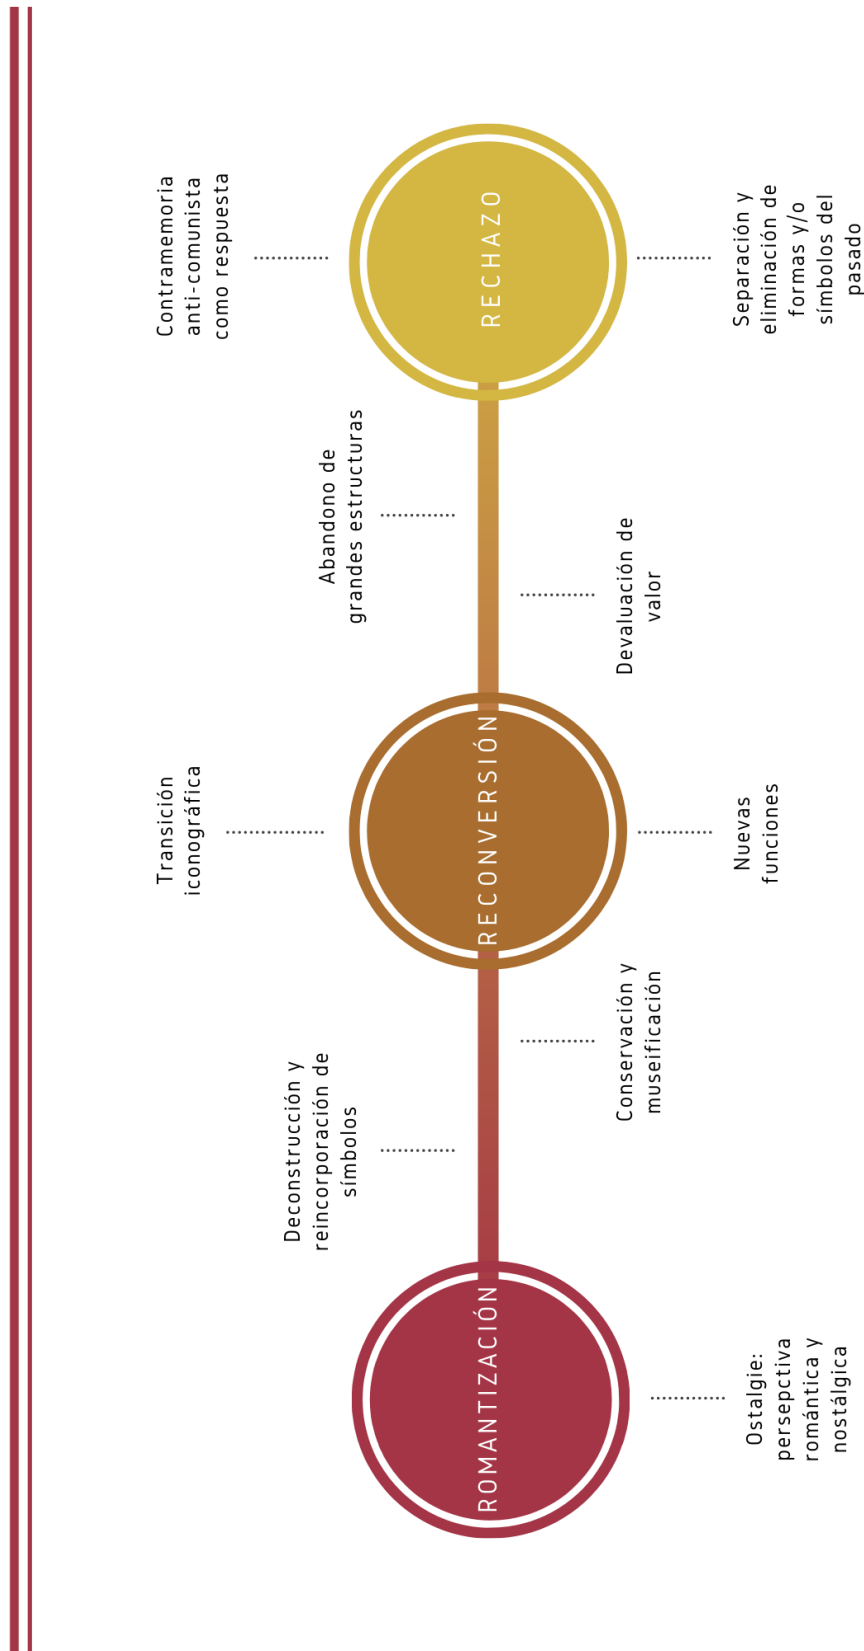 Deconstrucción y
reincorporación de
símbolos
Transición
iconográfica
Abandono de
grandes estructuras
Contramemoria
anti-comunista
como respuesta
ROMANTIZACIÓN
RECONVERSIÓN
RECHAZO
Ostalgie:
persepctiva
romántica y
nostálgica
Conservación y
museificación
Nuevas
funciones
Devaluación de
valor
Separación y
eliminación de
formas y/o
símbolos del
pasado